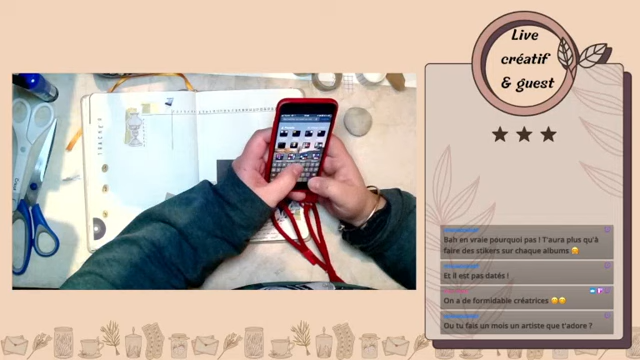 Live
créatif
& guest
TRACKER
Bah en vraie pourquoi pas ! T'aura plus qu'à
faire des stikers sur chaque albums
Et il est pas datés !
On a de formidable créatrices
Ou tu fais un mois un artiste que t'adore ?